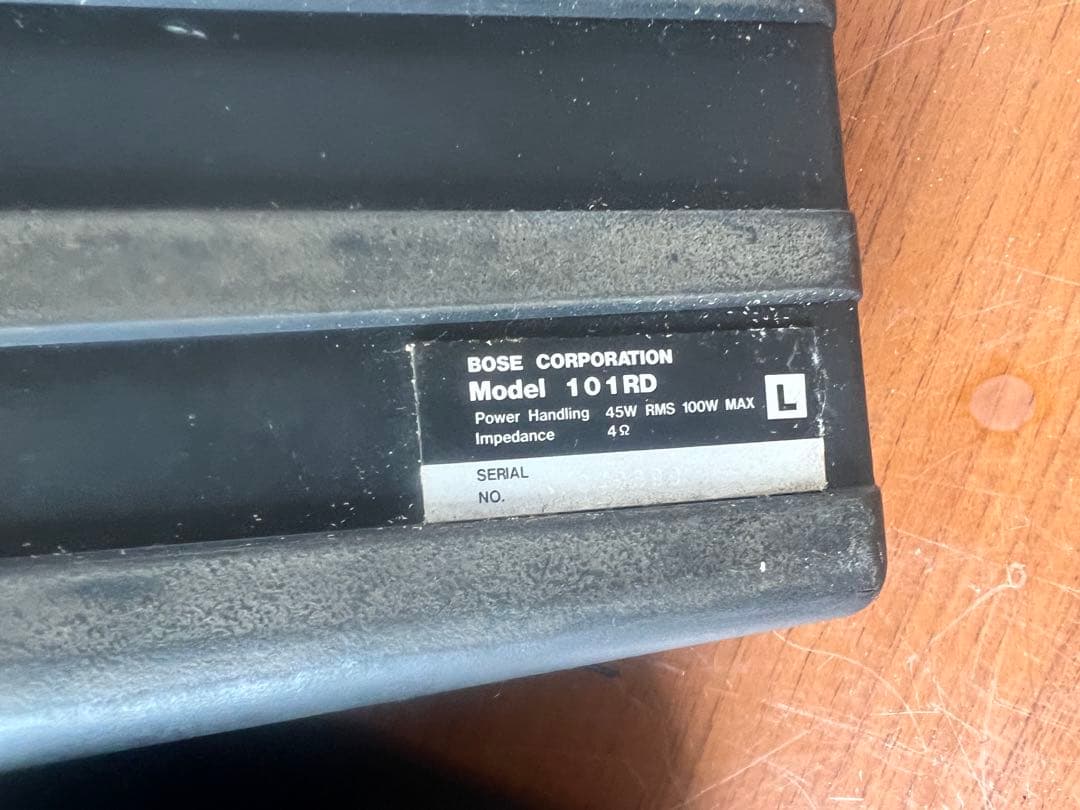 BOSE CORPORATION
Model 101RD
Power Handling 45W RMS 100W MAX
Impedance 4Ω
L
SERIAL
NO.